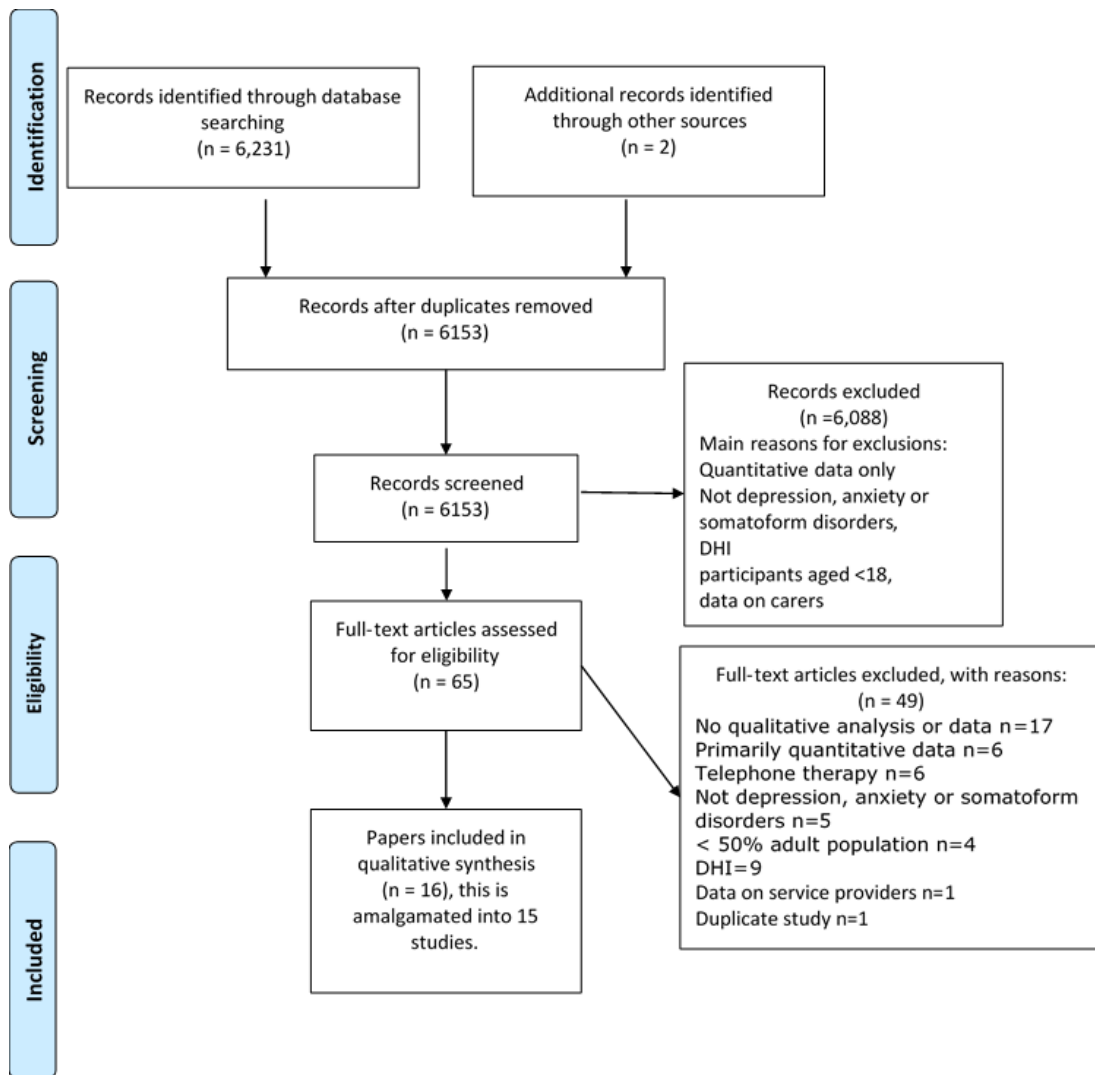 Identification
Records identified through database
searching
(n = 6,231)
Additional records identified
through other sources
(n = 2)
Screening
Records after duplicates removed
(n = 6153)
Records screened
(n = 6153)
Records excluded
(n =6,088)
Main reasons for exclusions:
Quantitative data only
Not depression, anxiety or
somatoform disorders,
DHI
participants aged <18,
data on carers
Eligibility
Full-text articles assessed
for eligibility
(n = 65)
Full-text articles excluded, with reasons:
(n = 49)
No qualitative analysis or data n=17
Primarily quantitative data n=6
Telephone therapy n=6
Not depression, anxiety or somatoform
disorders n=5
< 50% adult population n=4
DHI=9
Data on service providers n=1
Duplicate study n=1
Included
Papers included in
qualitative synthesis
(n = 16), this is
amalgamated into 15
studies.